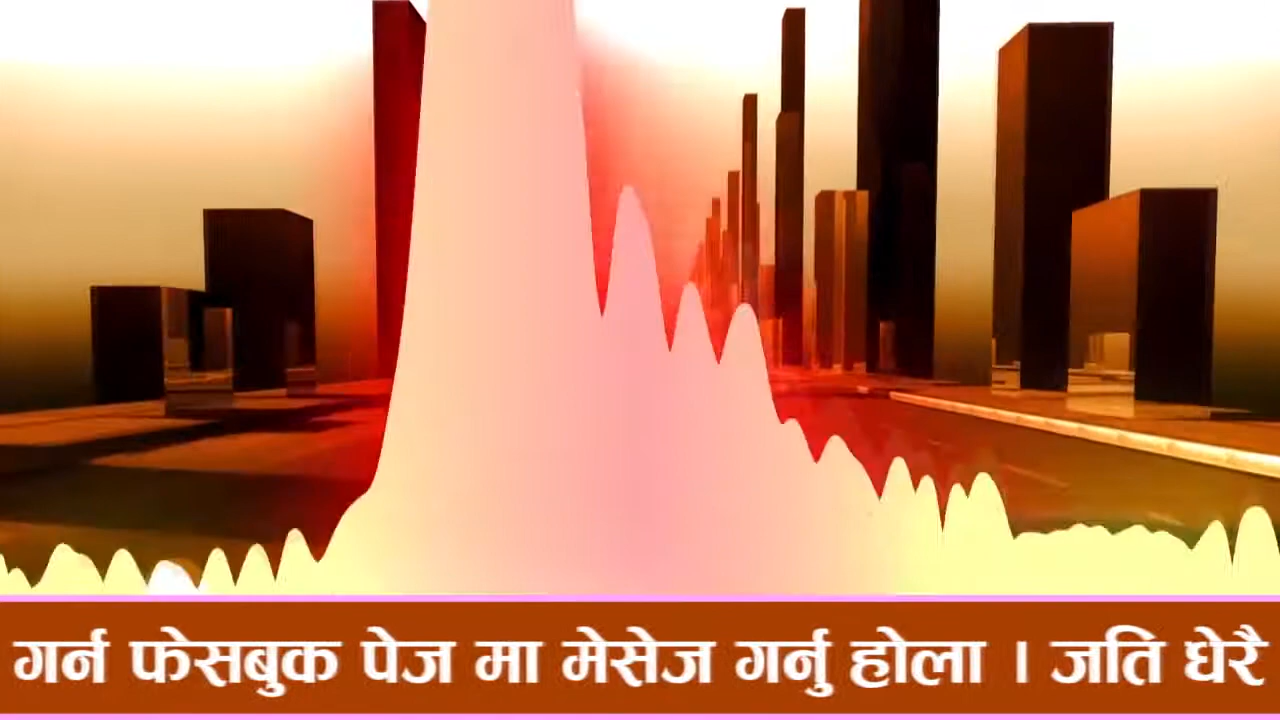 गर्न फेसबुक पेज मा मेसेज गर्नु होला । जति धेरै